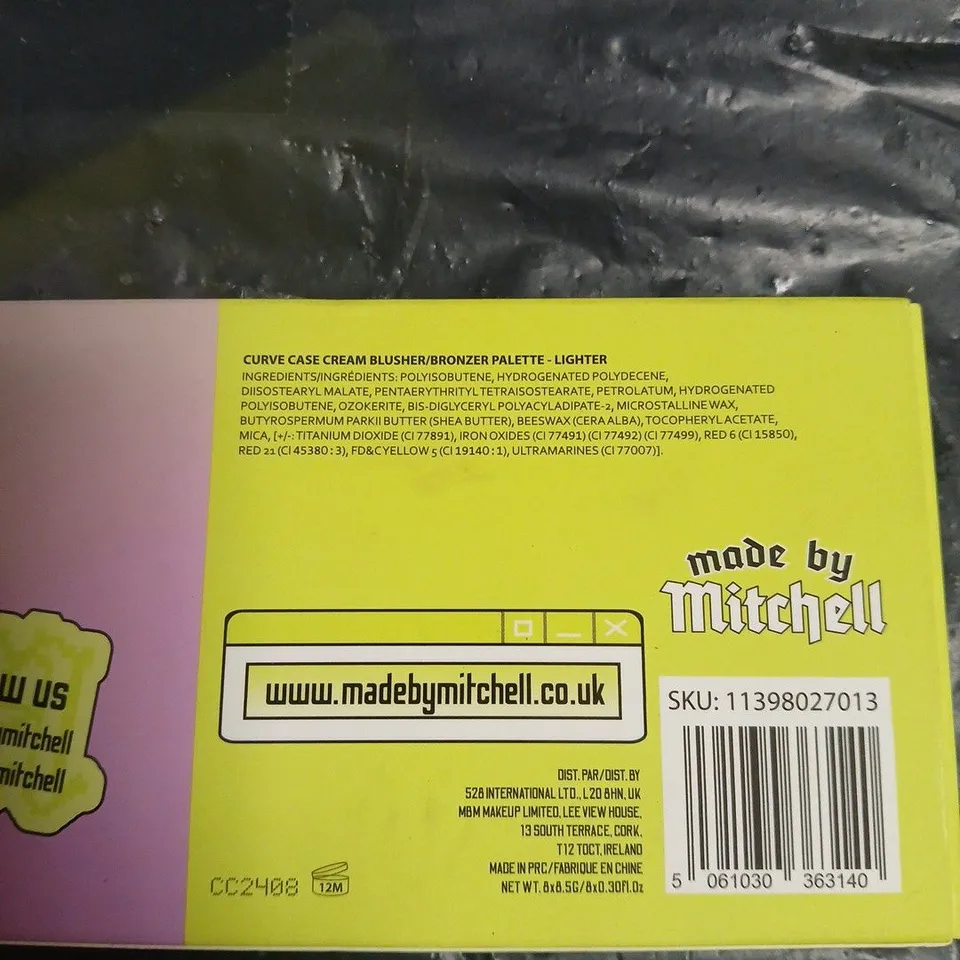 CURVE CASE CREAM BLUSHER/BRONZER PALETTE - LIGHTER
INGREDIENTS/INGRÉDIENTS: POLYISOBUTENE, HYDROGENATED POLYDECENE,
DIISOSTEARYL MALATE, PENTAERYTHRITYL TETRAISOSTEARATE, PETROLATUM, HYDROGENATED
POLYISOBUTENE, OZOKERITE, BIS-DIGLYCERYL POLYACYLADIPATE-2, MICROSTALLINE WAX,
BUTYROSPERMUM PARKII BUTTER (SHEA BUTTER), BEESWAX (CERA ALBA), TOCOPHERYL ACETATE,
MICA, [+/-: TITANIUM DIOXIDE (CI 77891), IRON OXIDES (CI 77491) (CI 77492) (CI 77499), RED 6 (CI 15850),
RED 21 (CI 45380 : 3), FD&C YELLOW 5 (CI 19140 : 1), ULTRAMARINES (CI 77007)].
made by
Mitchell
www.madebymitchell.co.uk
W US
mitchell
mitchell
SKU: 11398027013
DIST. PAR/DIST. BY
528 INTERNATIONAL LTD., L20 8HN, UK
MBM MAKEUP LIMITED, LEE VIEW HOUSE,
13 SOUTH TERRACE, CORK,
T12 T0CT, IRELAND
MADE IN PRC/FABRIQUE EN CHINE
NET WT. 8x8.5G/8x0.30fl.Oz
CC2408
12M
5 061030 363140